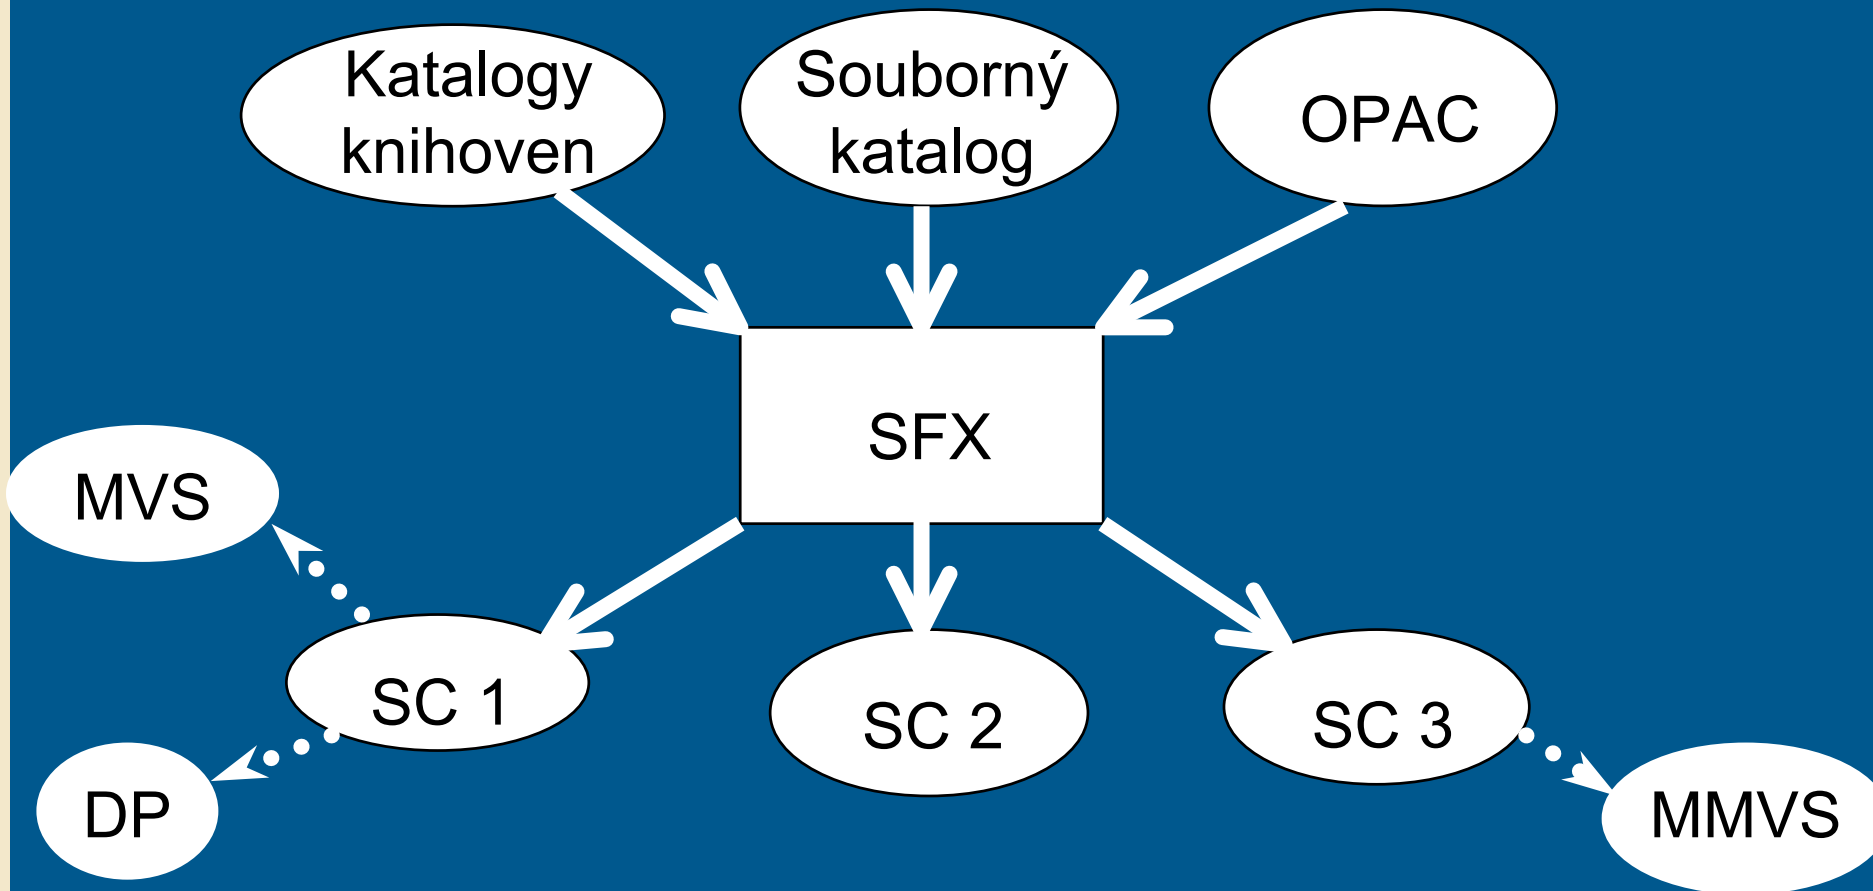 Katalogy
knihoven
Souborný
katalog
OPAC
SFX
MVS
SC 1
SC 2
SC 3
DP
MMVS